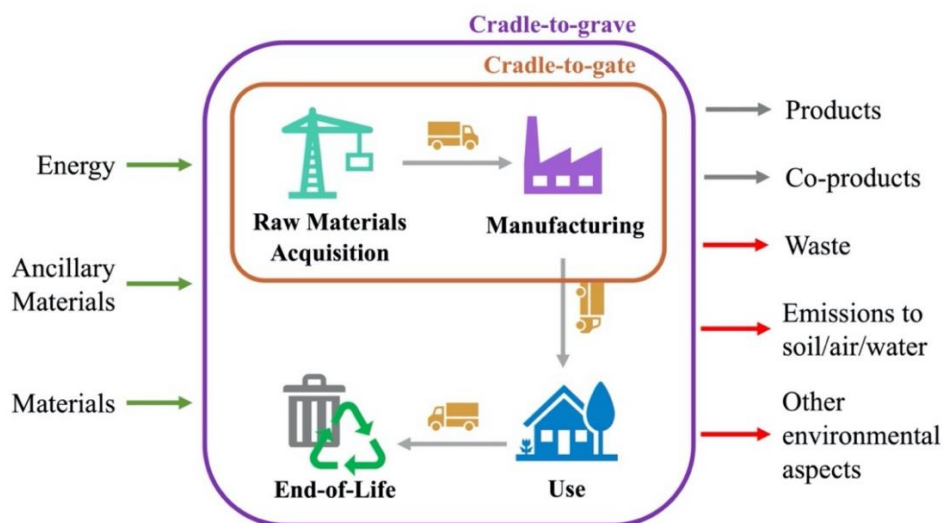 Cradle-to-grave
Cradle-to-gate
Energy
Ancillary
Materials
Materials
Raw Materials
Acquisition
Manufacturing
End-of-Life
Use
Products
Co-products
Waste
Emissions to
soil/air/water
Other
environmental
aspects